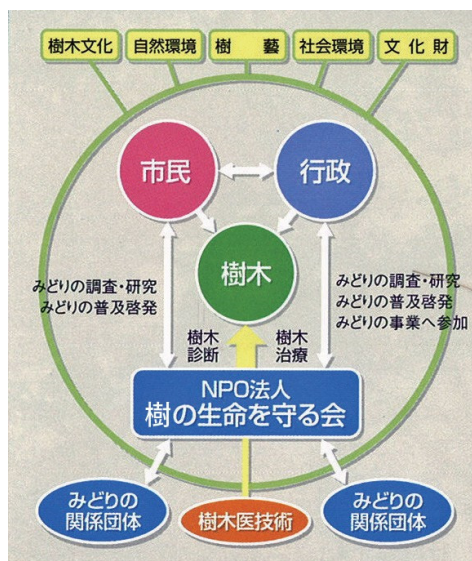 樹木文化
自然環境
樹藝
社会環境
文化財
市民
行政
樹木
みどりの調査・研究
みどりの普及啓発
みどりの調査・研究
みどりの普及啓発
みどりの事業へ参加
樹木
診断
樹木
治療
NPO法人
樹の生命を守る会
みどりの
関係団体
樹木医技術
みどりの
関係団体